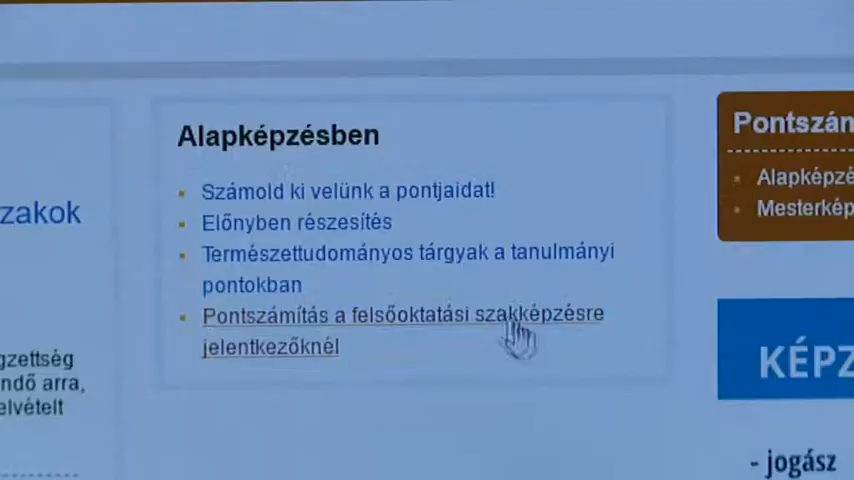 zakok
gzettség
ndő arra,
elvételt
Alapképzésben
Számold ki velünk a pontjaidat!
Előnyben részesítés
Természettudományos tárgyak a tanulmányi
pontokban
Pontszámítás a felsőoktatási szakképzésre
jelentkezőknél
Pontszám
Alapképzé
Mesterkép
KÉPZ
- jogász